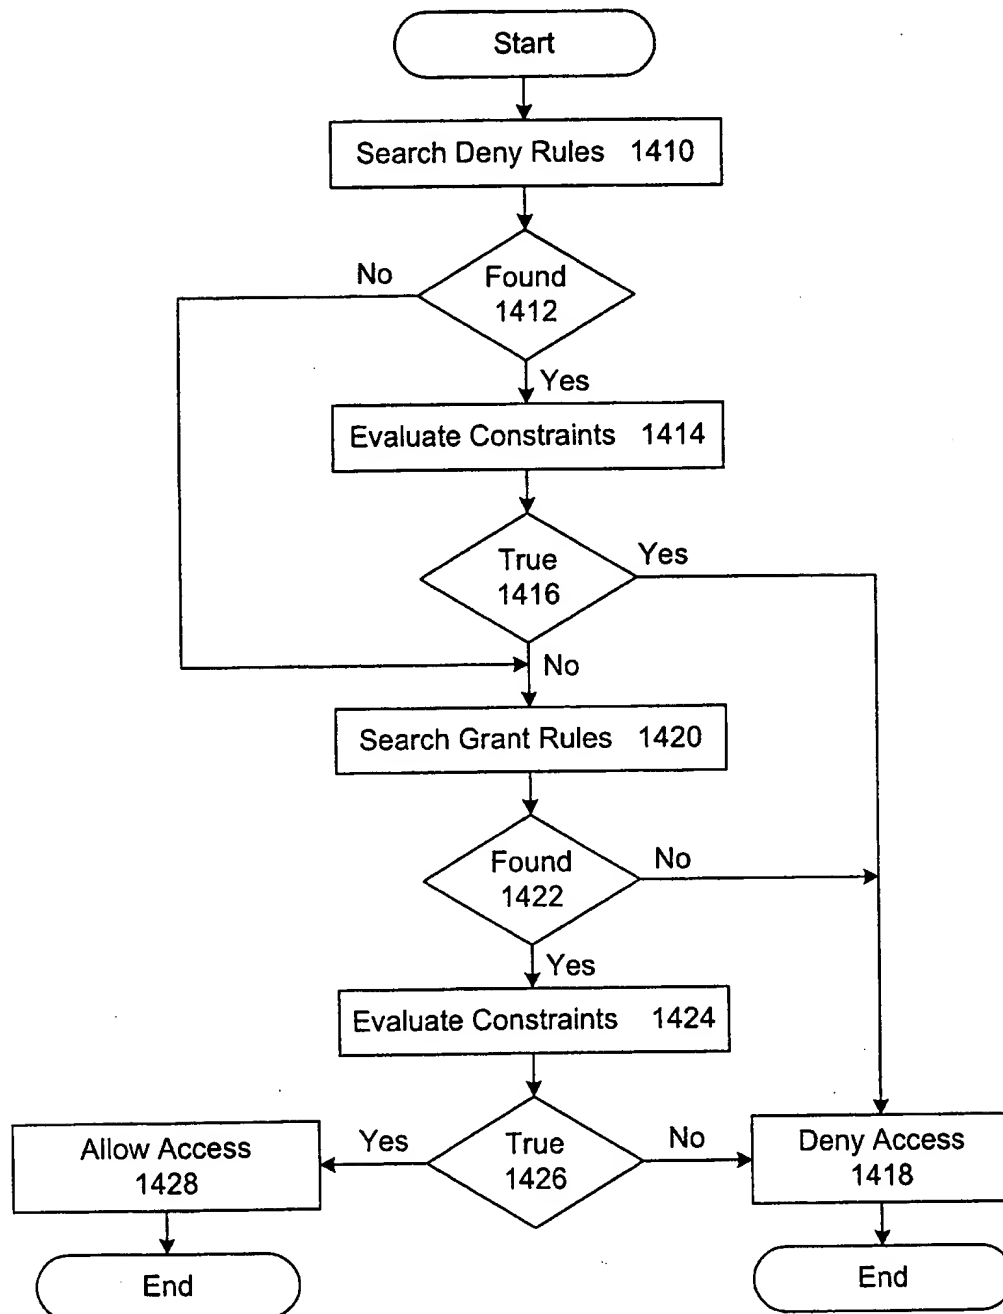 Start
Search Deny Rules 1410
No
Found
1412
Yes
Evaluate Constraints 1414
True
1416
Yes
No
Search Grant Rules 1420
Found
1422
No
Yes
Evaluate Constraints 1424
Allow Access
1428
Yes
True
1426
No
Deny Access
1418
End
End